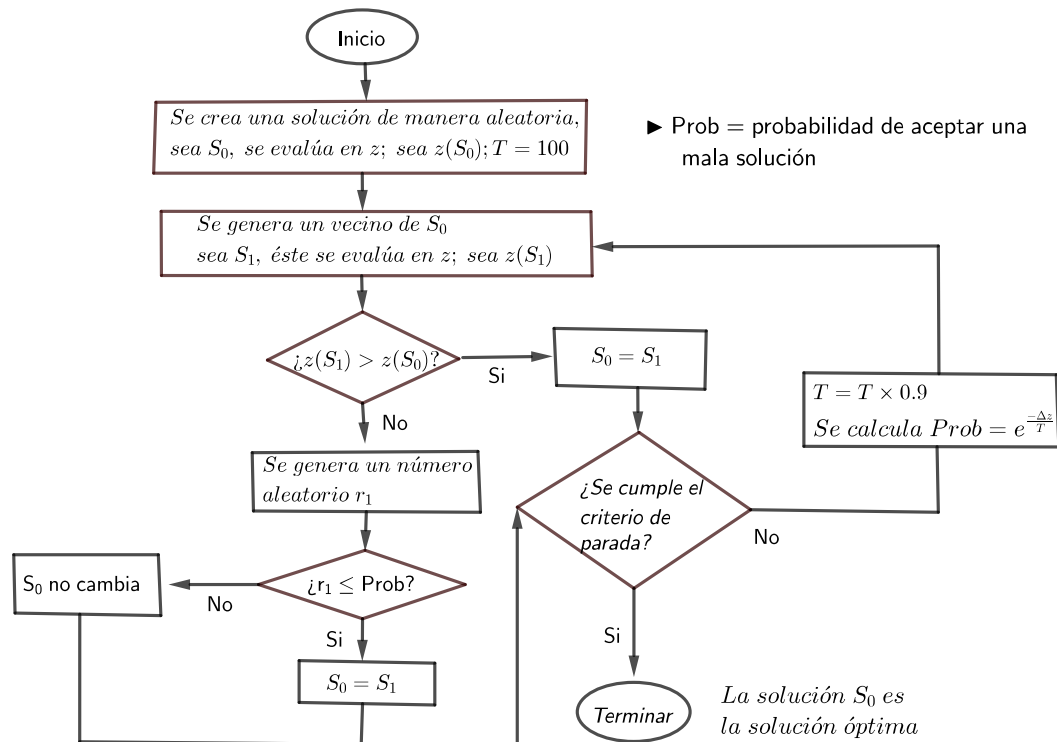 Inicio
Se crea una solución de manera aleatoria,
sea S₀, se evalúa en z; sea z(S₀); T = 100
▶ Prob = probabilidad de aceptar una
mala solución
Se genera un vecino de S₀
sea S₁, éste se evalúa en z; sea z(S₁)
¿z(S₁) > z(S₀)?
Si
S₀ = S₁
T = T × 0.9
Se calcula Prob = e^{\frac{-Δz}{T}}
No
Se genera un número
aleatorio r₁
¿Se cumple el
criterio de
parada?
No
¿r₁ ≤ Prob?
No
S₀ no cambia
Si
S₀ = S₁
Si
Terminar
La solución S₀ es
la solución óptima